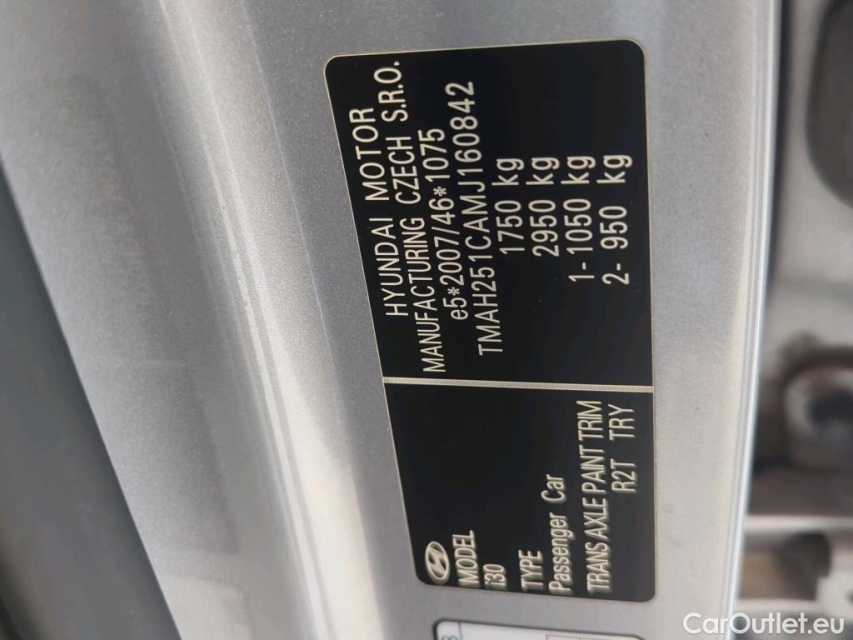 HYUNDAI MOTOR
MANUFACTURING CZECH S.R.O.
e5*2007/46*1075
TMAH251CAMJ160842
1750 kg
2950 kg
1- 1050 kg
2- 950 kg
MODEL
i30
TYPE
Passenger Car
TRANS AXLE PAINT TRIM
R2T TRY
CarOutlet.eu